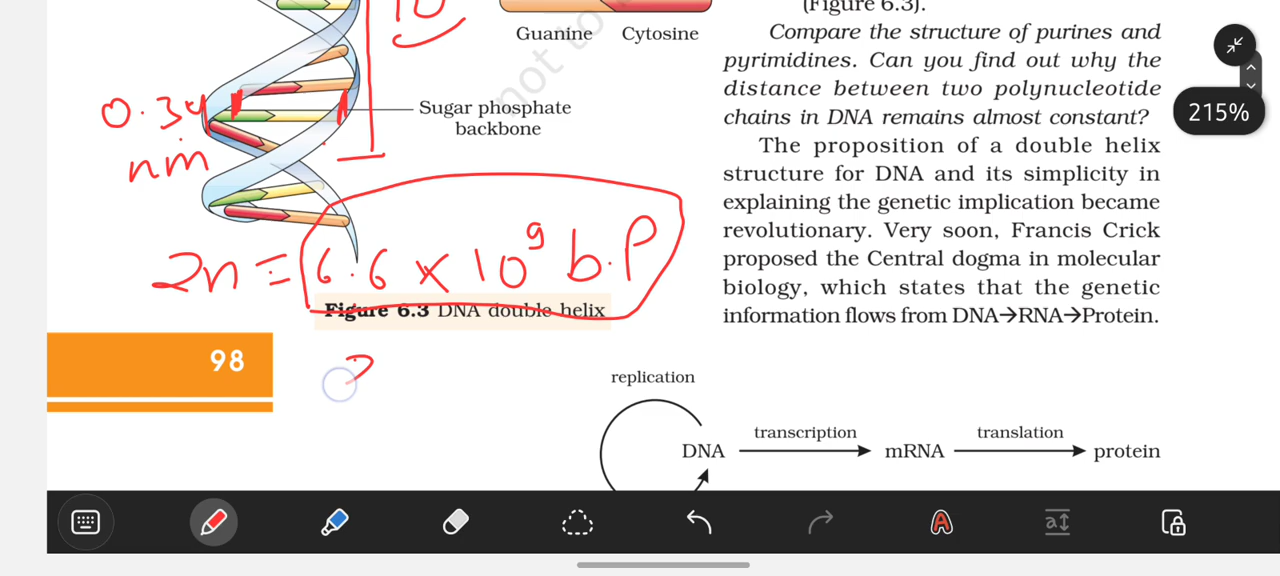 10
Guanine Cytosine
not to
Sugar phosphate
backbone
0.34
nm
2n = 6.6 × 10⁹ b.P
Figure 6.3 DNA double helix
98
(Figure 6.3).
Compare the structure of purines and
pyrimidines. Can you find out why the
distance between two polynucleotide
chains in DNA remains almost constant?
The proposition of a double helix
structure for DNA and its simplicity in
explaining the genetic implication became
revolutionary. Very soon, Francis Crick
proposed the Central dogma in molecular
biology, which states that the genetic
information flows from DNA→RNA→Protein.
215%
replication
DNA transcription mRNA translation protein
A
a